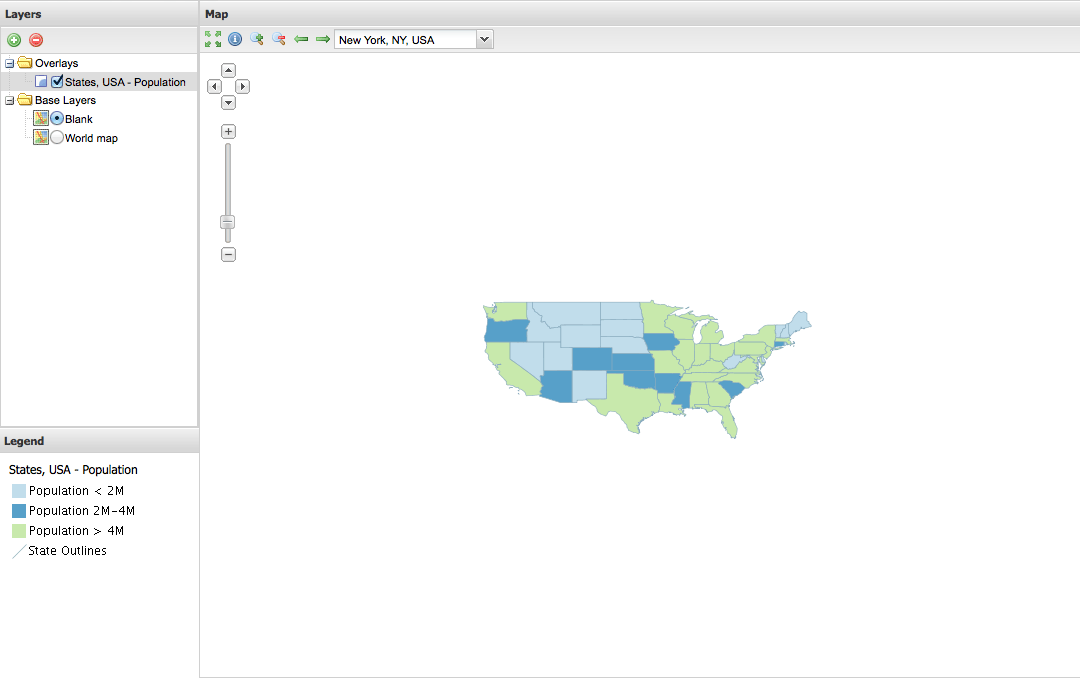 Layers
Map
New York, NY, USA
Overlays
States, USA - Population
Base Layers
Blank
World map
Legend
States, USA - Population
Population < 2M
Population 2M-4M
Population > 4M
State Outlines